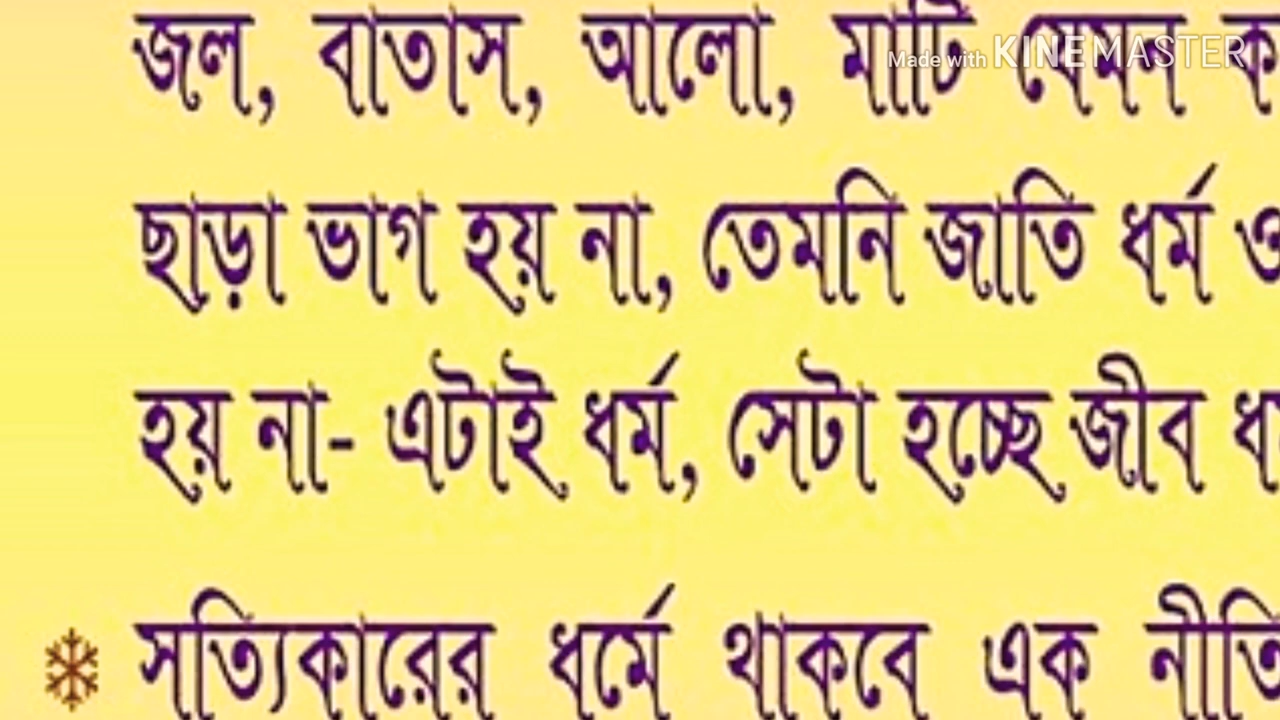 জল, বাতাস, আলো, মাটি যেমন
Made with KINEMASTER
ছাড়া ভাগ হয় না, তেমনি জাতি ধর্ম
হয় না- এটাই ধর্ম, সেটা হচ্ছে জীব
সত্যিকারের ধর্মে থাকবে এক নীতি